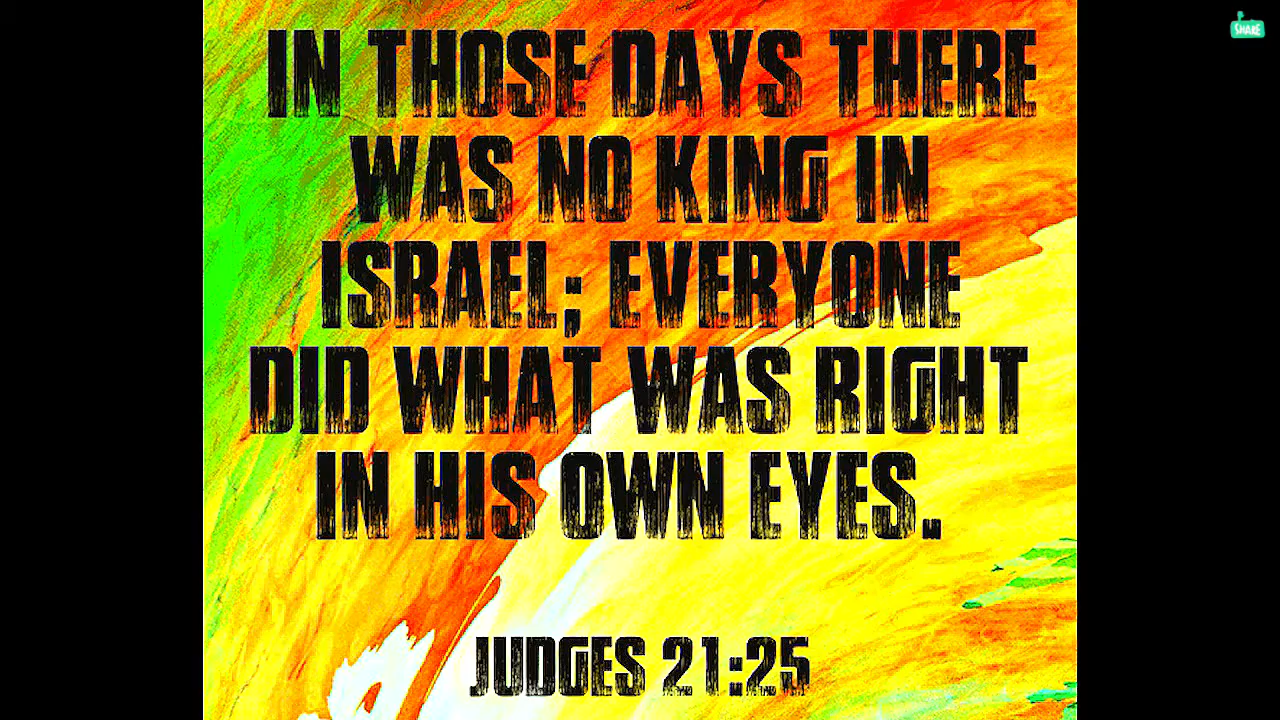 SHARE
IN THOSE DAYS THERE
WAS NO KING IN
ISRAEL; EVERYONE
DID WHAT WAS RIGHT
IN HIS OWN EYES.
JUDGES 21:25